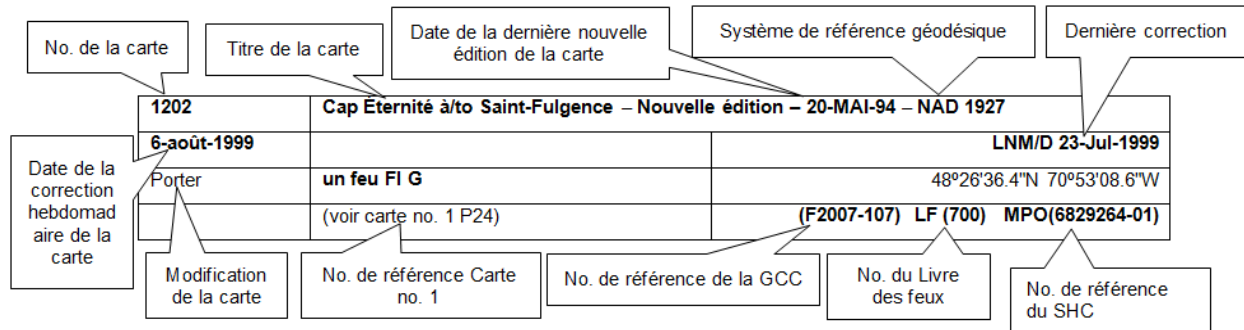 No. de la carte
Titre de la carte
Date de la dernière nouvelle
édition de la carte
Système de référence géodésique
Dernière correction
1202 Cap Éternité à/to Saint-Fulgence – Nouvelle édition – 20-MAI-94 – NAD 1927
6-août-1999 LNM/D 23-Jul-1999
Porter un feu Fl G 48º26'36.4"N 70º53'08.6"W
(voir carte no. 1 P24) (F2007-107) LF (700) MPO(6829264-01)
Date de la
correction
hebdomad
aire de la
carte
Modification
de la carte
No. de référence Carte
no. 1
No. de référence de la GCC
No. du Livre
des feux
No. de référence
du SHC